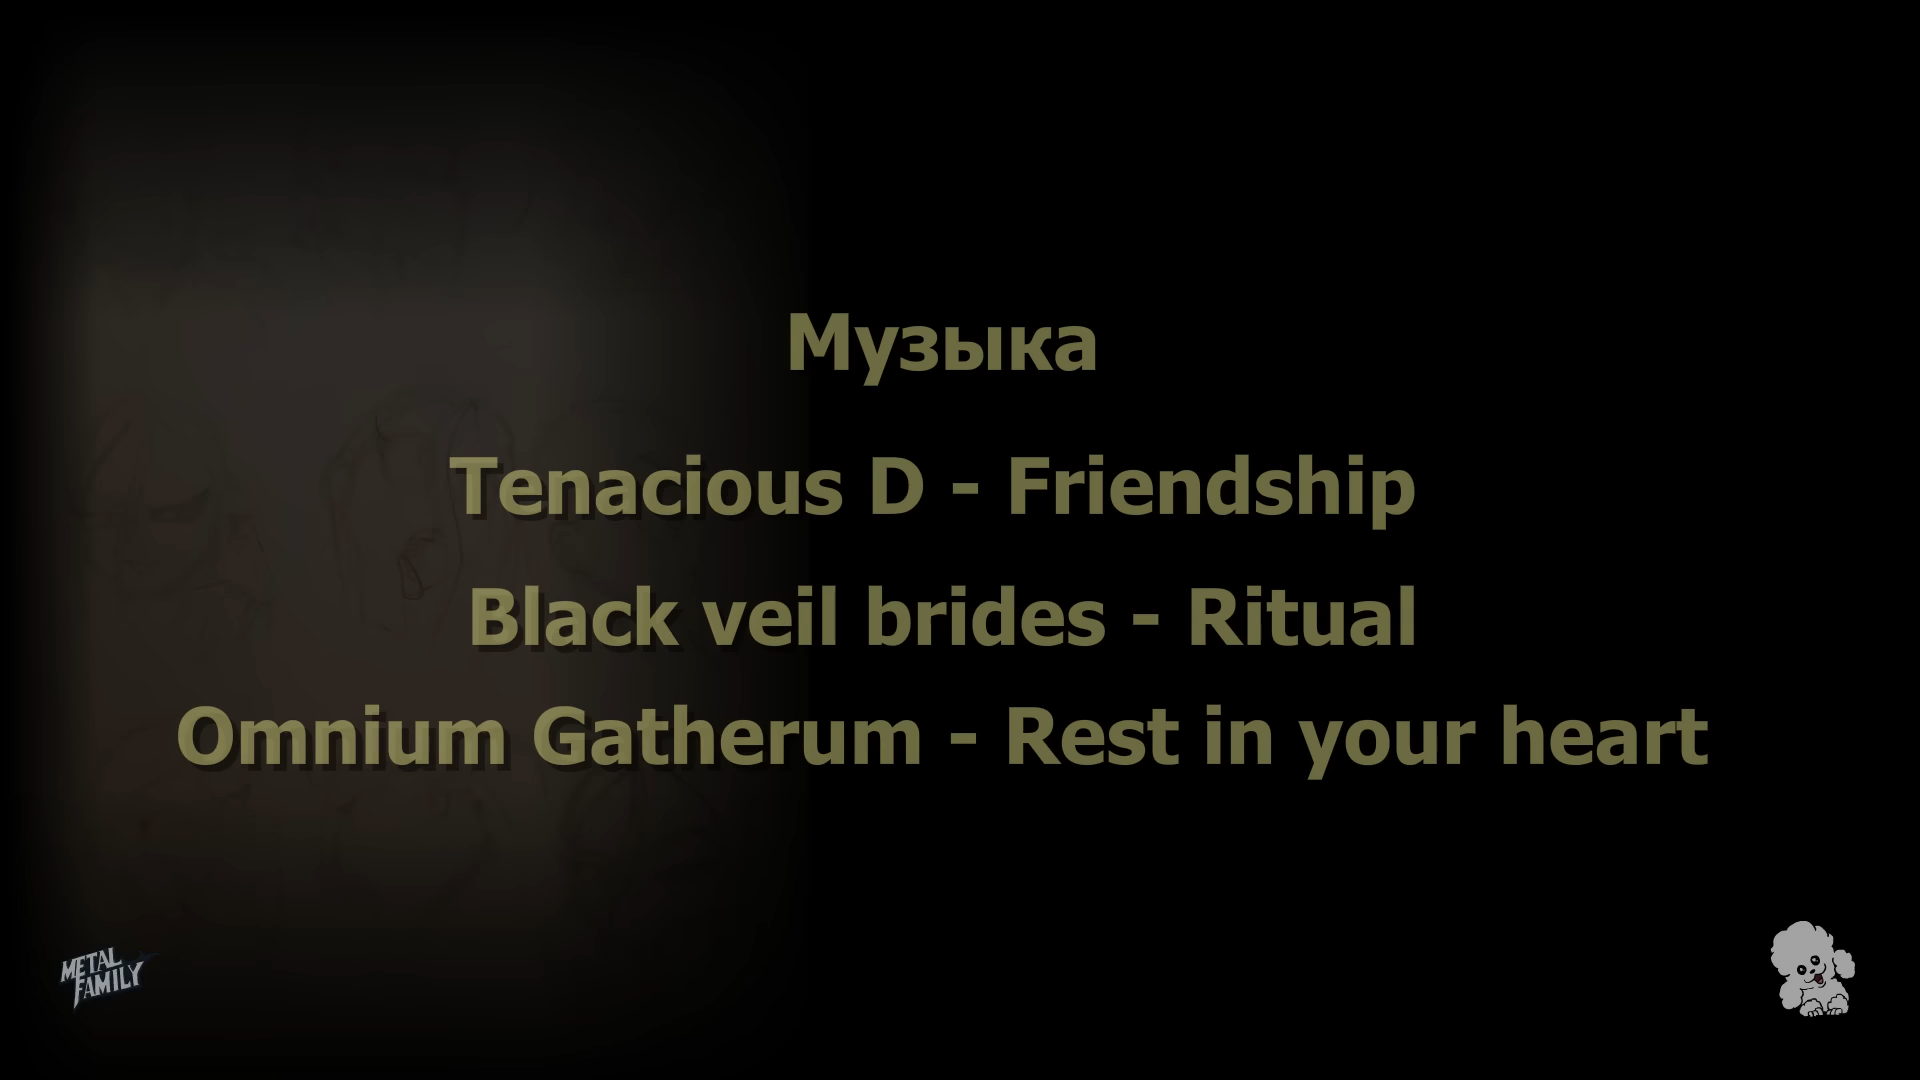 Музыка
Tenacious D - Friendship
Black veil brides - Ritual
Omnium Gatherum - Rest in your heart
METAL
FAMILY